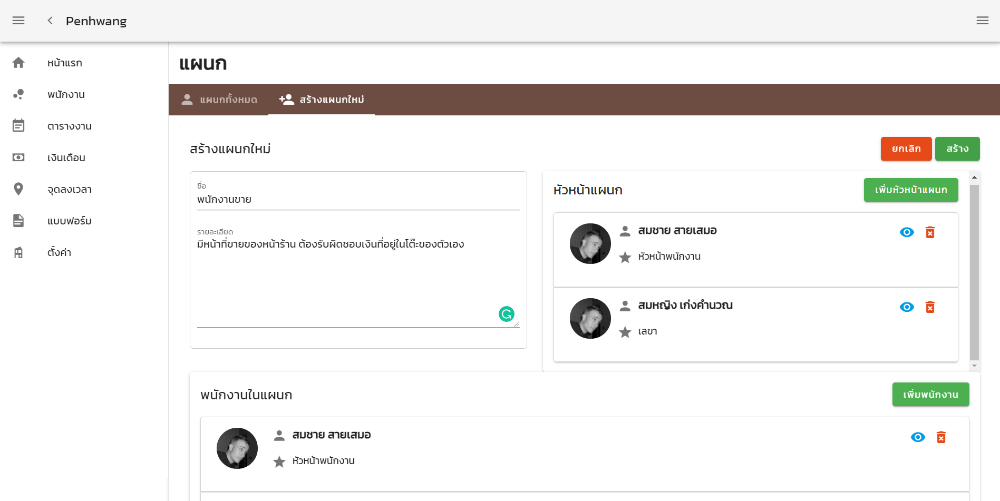 Penhwang
หน้าแรก
พนักงาน
ตารางงาน
เงินเดือน
จุดลงเวลา
แบบฟอร์ม
ตั้งค่า
แผนก
แผนกทั้งหมด
สร้างแผนกใหม่
สร้างแผนกใหม่
ยกเลิก
สร้าง
ชื่อ
พนักงานขาย
รายละเอียด
มีหน้าที่ขายของหน้าร้าน ต้องรับผิดชอบเงินที่อยู่ในโต๊ะของตัวเอง
หัวหน้าแผนก
เพิ่มหัวหน้าแผนก
สมชาย สายเสมอ
หัวหน้าพนักงาน
สมหญิง เก่งคำนวณ
เลขา
พนักงานในแผนก
เพิ่มพนักงาน
สมชาย สายเสมอ
หัวหน้าพนักงาน